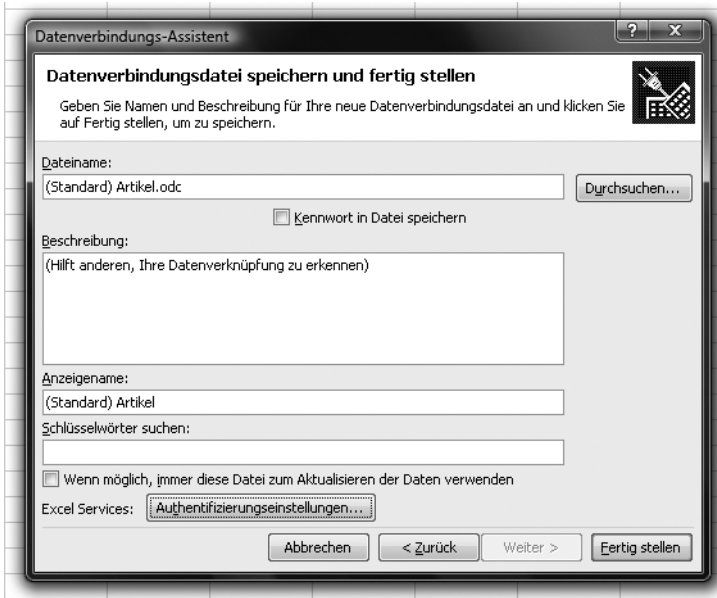 Datenverbindungs-Assistent
?
X
Datenverbindungsdatei speichern und fertig stellen
Geben Sie Namen und Beschreibung für Ihre neue Datenverbindungsdatei an und klicken Sie
auf Fertig stellen, um zu speichern.
Dateiname:
(Standard) Artikel.odc
Durchsuchen...
Kennwort in Datei speichern
Beschreibung:
(Hilft anderen, Ihre Datenverknüpfung zu erkennen)
Anzeigename:
(Standard) Artikel
Schlüsselwörter suchen:
Wenn möglich, immer diese Datei zum Aktualisieren der Daten verwenden
Excel Services: Authentifizierungseinstellungen...
Abbrechen < Zurück Weiter > Fertig stellen